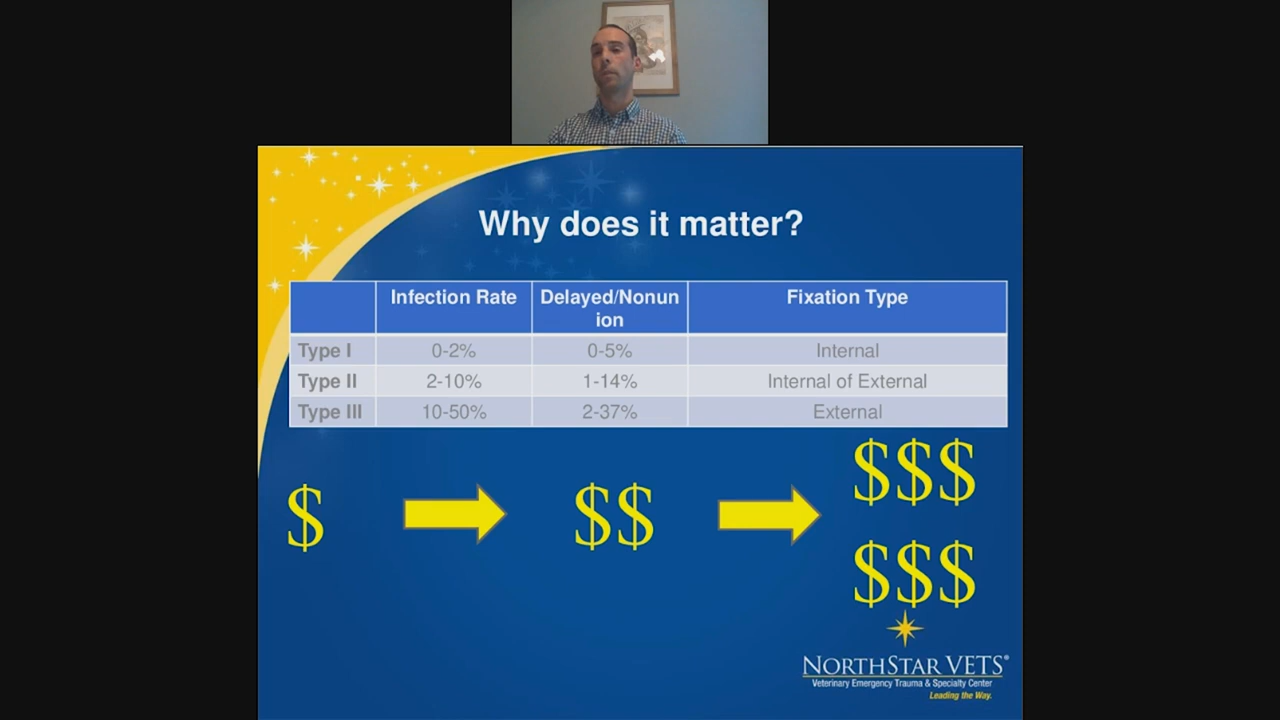 Why does it matter?
Infection Rate Delayed/Nonun Fixation Type
ion
Type I 0-2% 0-5% Internal
Type II 2-10% 1-14% Internal of External
Type III 10-50% 2-37% External
$$$
$ $$
$$$
NORTHSTAR VETS®
Veterinary Emergency Trauma & Specialty Center
Leading the Way.